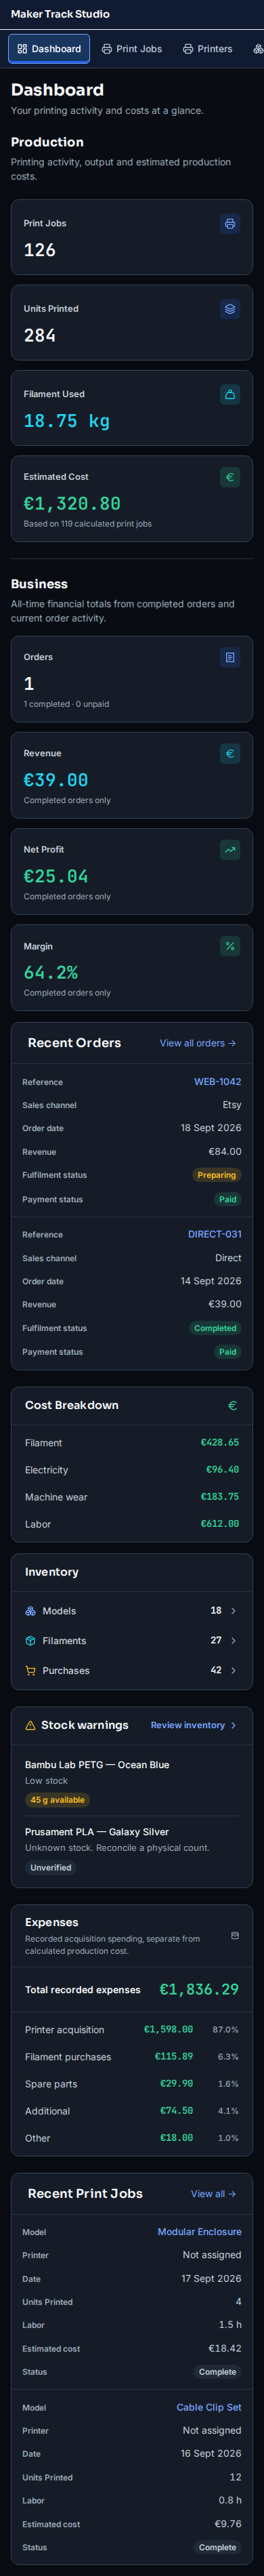 Maker Track Studio
Dashboard
Print Jobs
Printers
Dashboard
Your printing activity and costs at a glance.
Production
Printing activity, output and estimated production
costs.
Print Jobs
126
Units Printed
284
Filament Used
18.75 kg
Estimated Cost
€1,320.80
Based on 119 calculated print jobs
Business
All-time financial totals from completed orders and
current order activity.
Orders
1
1 completed · 0 unpaid
Revenue
€39.00
Completed orders only
Net Profit
€25.04
Completed orders only
Margin
64.2%
Completed orders only
Recent Orders
View all orders →
Reference WEB-1042
Sales channel Etsy
Order date 18 Sept 2026
Revenue €84.00
Fulfilment status Preparing
Payment status Paid
Reference DIRECT-031
Sales channel Direct
Order date 14 Sept 2026
Revenue €39.00
Fulfilment status Completed
Payment status Paid
Cost Breakdown €
Filament €428.65
Electricity €96.40
Machine wear €183.75
Labor €612.00
Inventory
Models 18
Filaments 27
Purchases 42
Stock warnings Review inventory
Bambu Lab PETG — Ocean Blue
Low stock
45 g available
Prusament PLA — Galaxy Silver
Unknown stock. Reconcile a physical count.
Unverified
Expenses
Recorded acquisition spending, separate from
calculated production cost.
Total recorded expenses €1,836.29
Printer acquisition €1,598.00 87.0%
Filament purchases €115.89 6.3%
Spare parts €29.90 1.6%
Additional €74.50 4.1%
Other €18.00 1.0%
Recent Print Jobs View all →
Model Modular Enclosure
Printer Not assigned
Date 17 Sept 2026
Units Printed 4
Labor 1.5 h
Estimated cost €18.42
Status Complete
Model Cable Clip Set
Printer Not assigned
Date 16 Sept 2026
Units Printed 12
Labor 0.8 h
Estimated cost €9.76
Status Complete